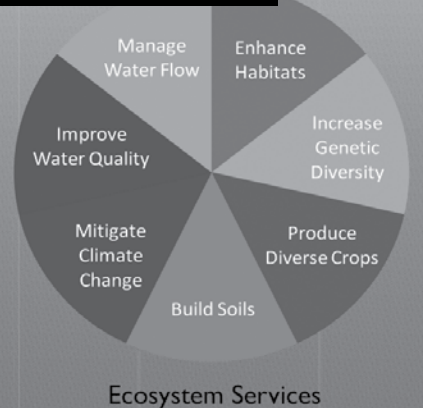 Manage
Water Flow
Enhance
Habitats
Increase
Genetic
Diversity
Produce
Diverse Crops
Build Soils
Mitigate
Climate
Change
Improve
Water Quality
Ecosystem Services